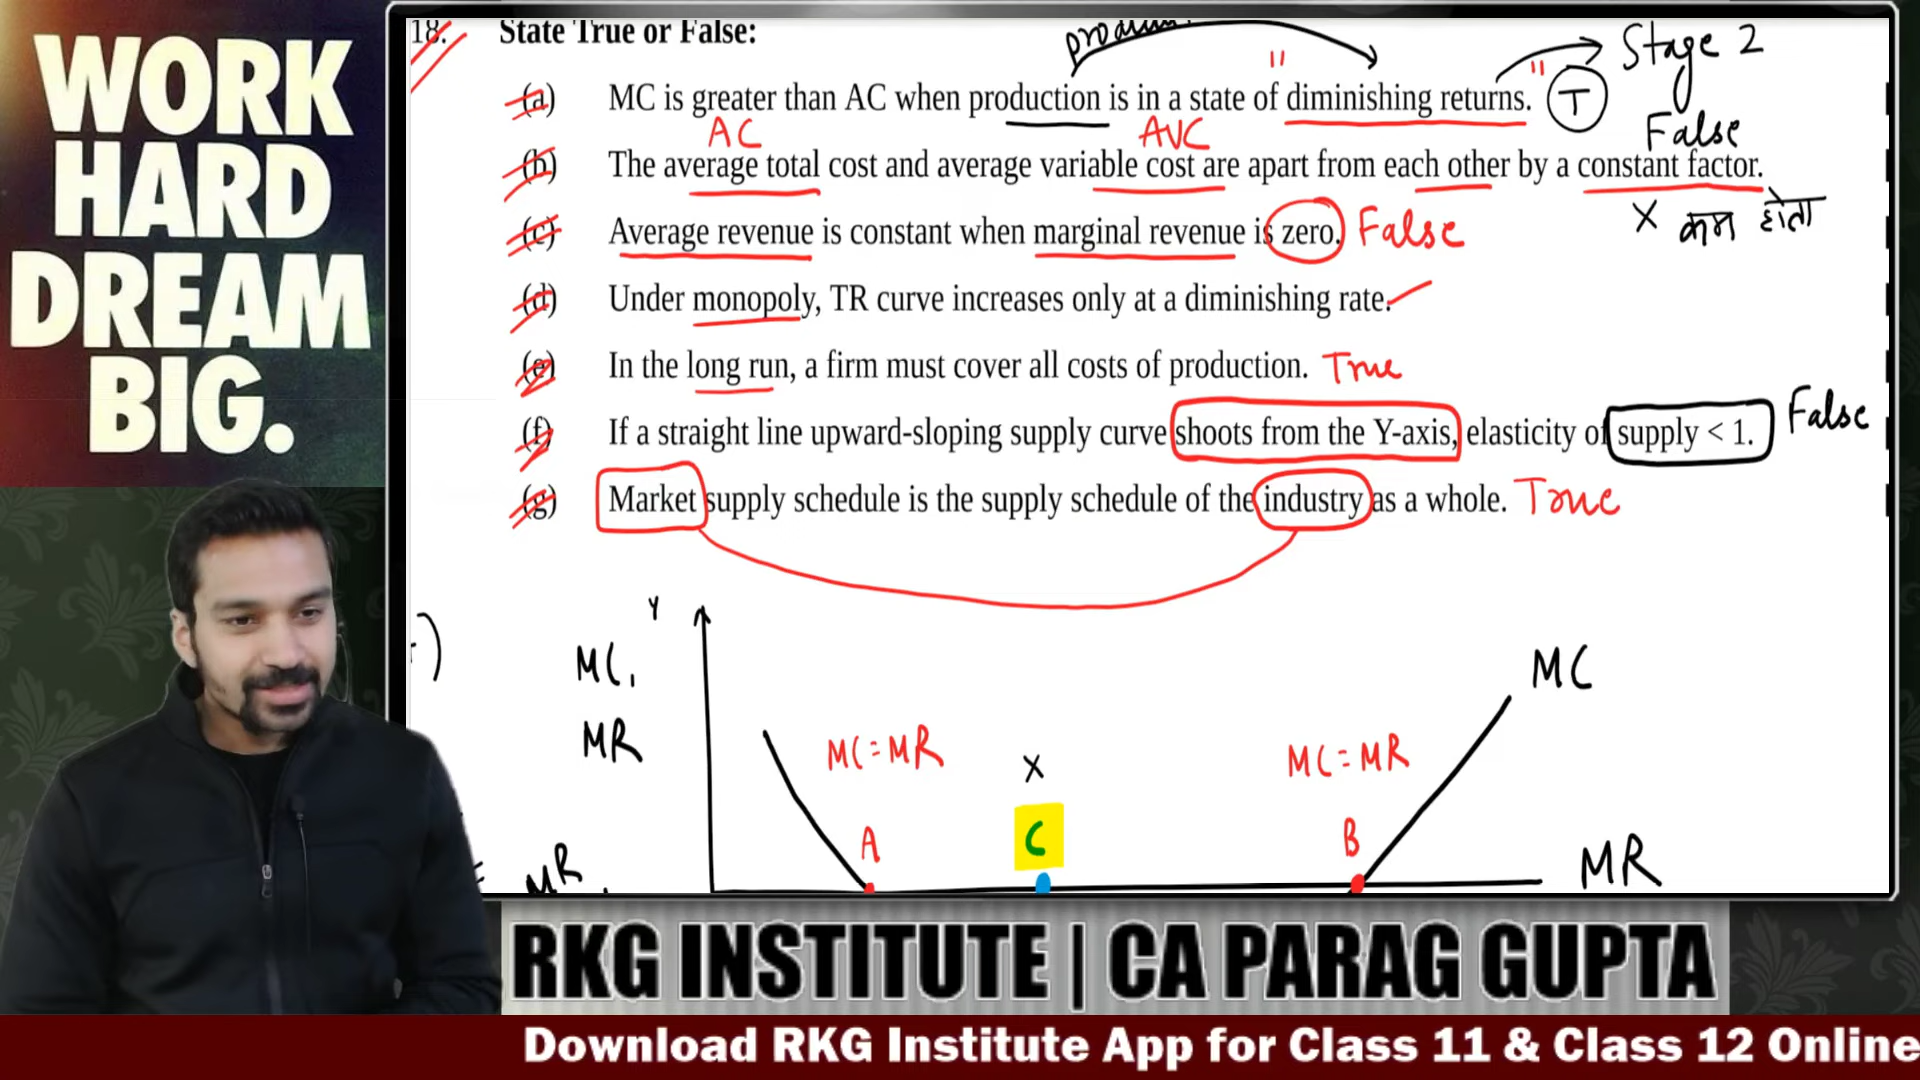 WORK
HARD
DREAM
BIG.
18. State True or False:
Stage 2
(a) MC is greater than AC when production is in a state of diminishing returns. T
AC AVC False
(b) The average total cost and average variable cost are apart from each other by a constant factor.
X कम होता
(c) Average revenue is constant when marginal revenue is zero. False
(d) Under monopoly, TR curve increases only at a diminishing rate.
(e) In the long run, a firm must cover all costs of production. True
(f) If a straight line upward-sloping supply curve shoots from the Y-axis, elasticity of supply < 1. False
(g) Market supply schedule is the supply schedule of the industry as a whole. True
Y
MC, MC
MR MC=MR X MC=MR
A C B
MR MR
RKG INSTITUTE | CA PARAG GUPTA
Download RKG Institute App for Class 11 & Class 12 Online